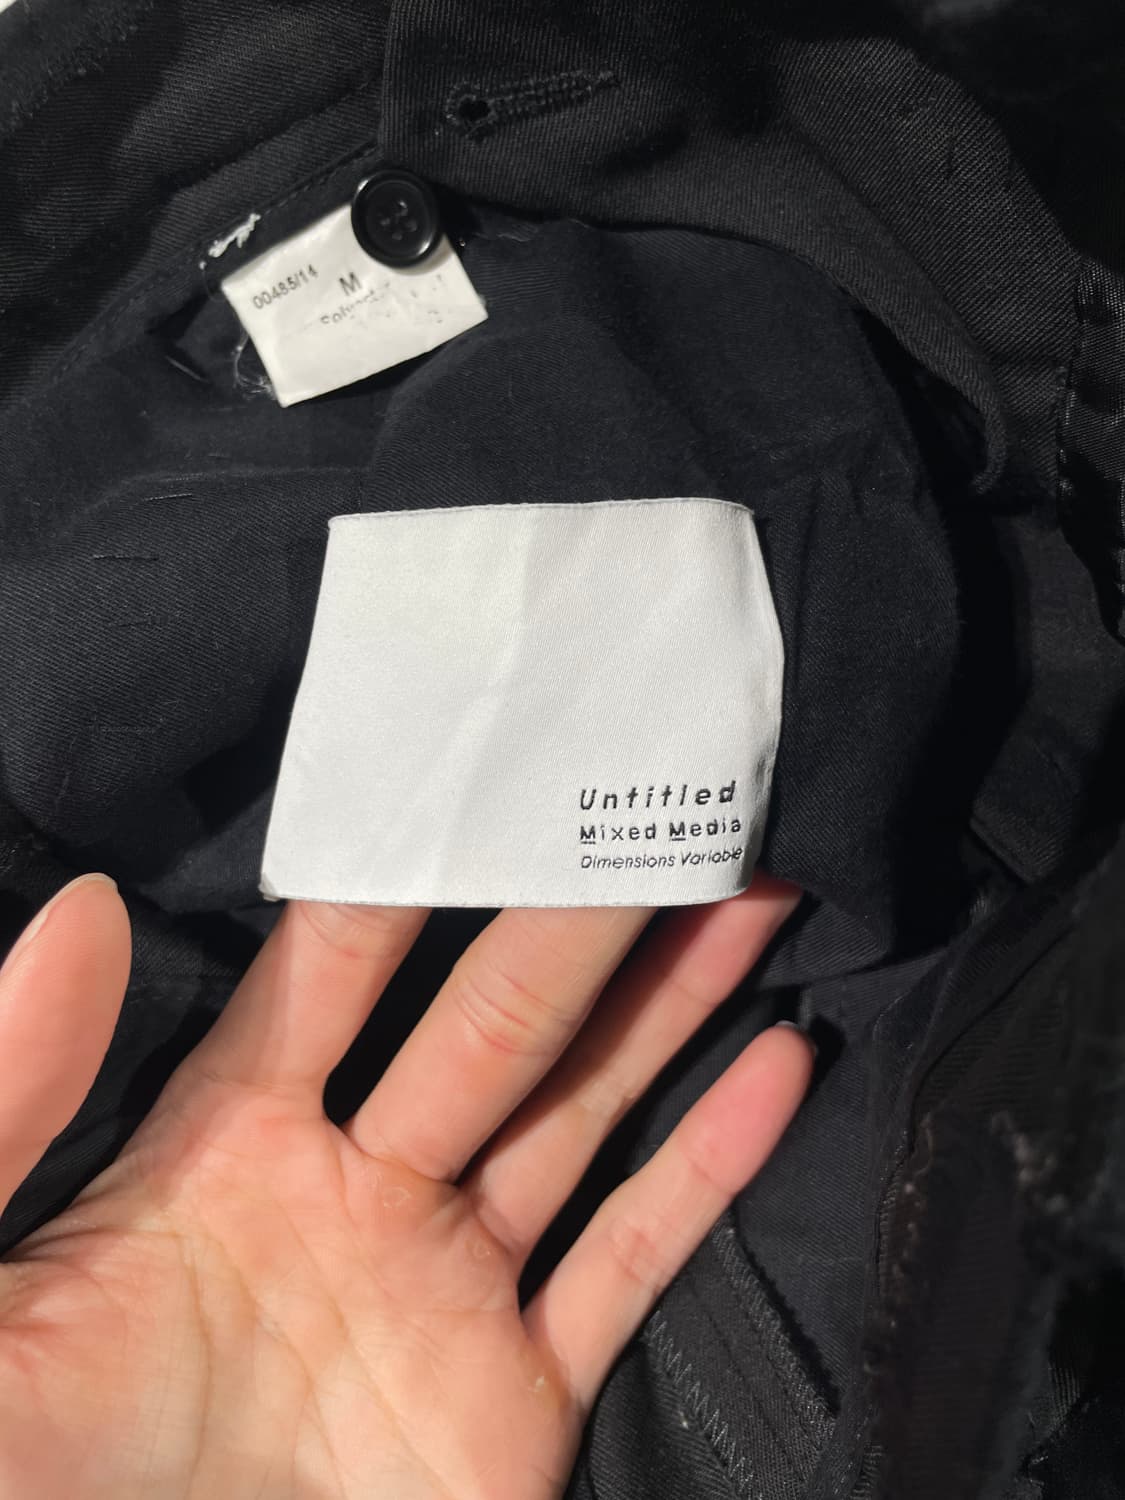 00485/14
M
Untitled
Mixed Media
Dimensions Variable